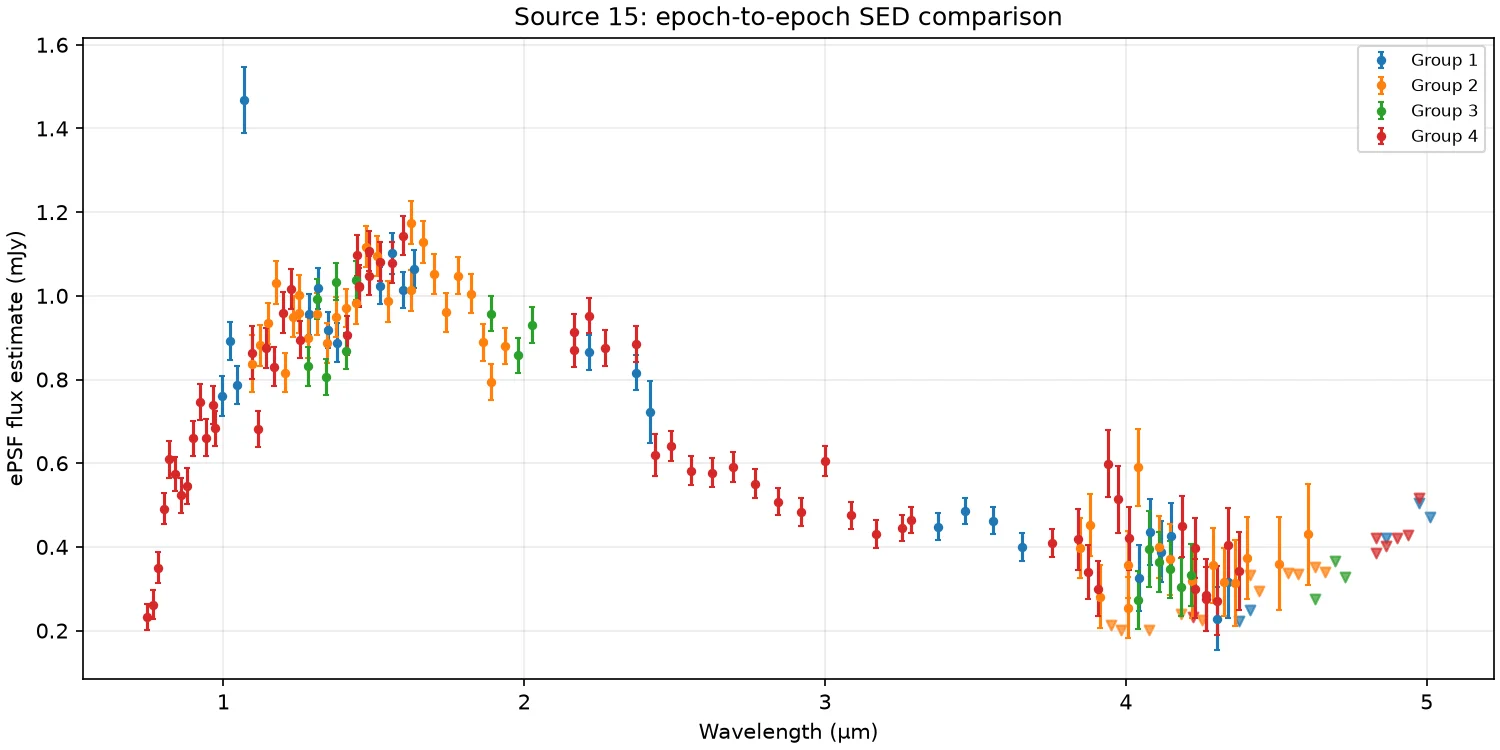 Source 15: epoch-to-epoch SED comparison
ePSF flux estimate (mJy)
1.6
1.4
1.2
1.0
0.8
0.6
0.4
0.2
Group 1
Group 2
Group 3
Group 4
1 2 3 4 5
Wavelength (μm)